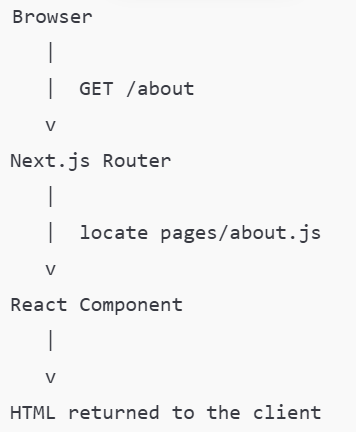 Browser
|
| GET /about
v
Next.js Router
|
| locate pages/about.js
v
React Component
|
v
HTML returned to the client